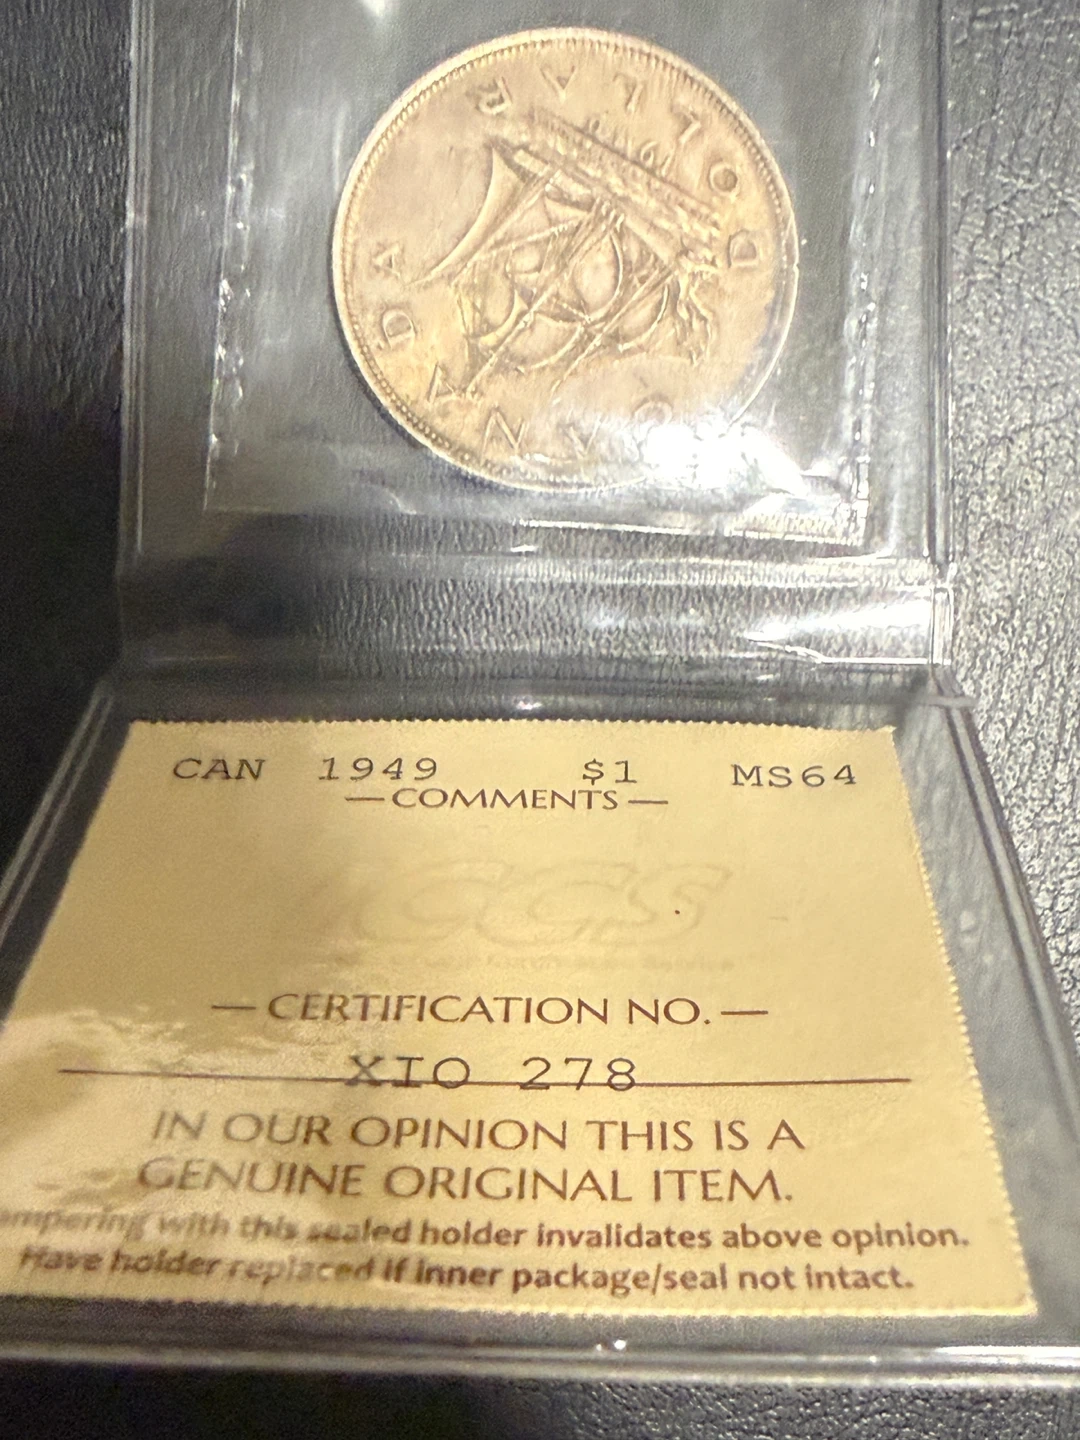 CANADA
DOLLAR
CAN 1949 $1 MS64
—COMMENTS—
ICCS
—CERTIFICATION NO.—
XIO 278
IN OUR OPINION THIS IS A
GENUINE ORIGINAL ITEM.
ampering with this sealed holder invalidates above opinion.
Have holder replaced if inner package/seal not intact.